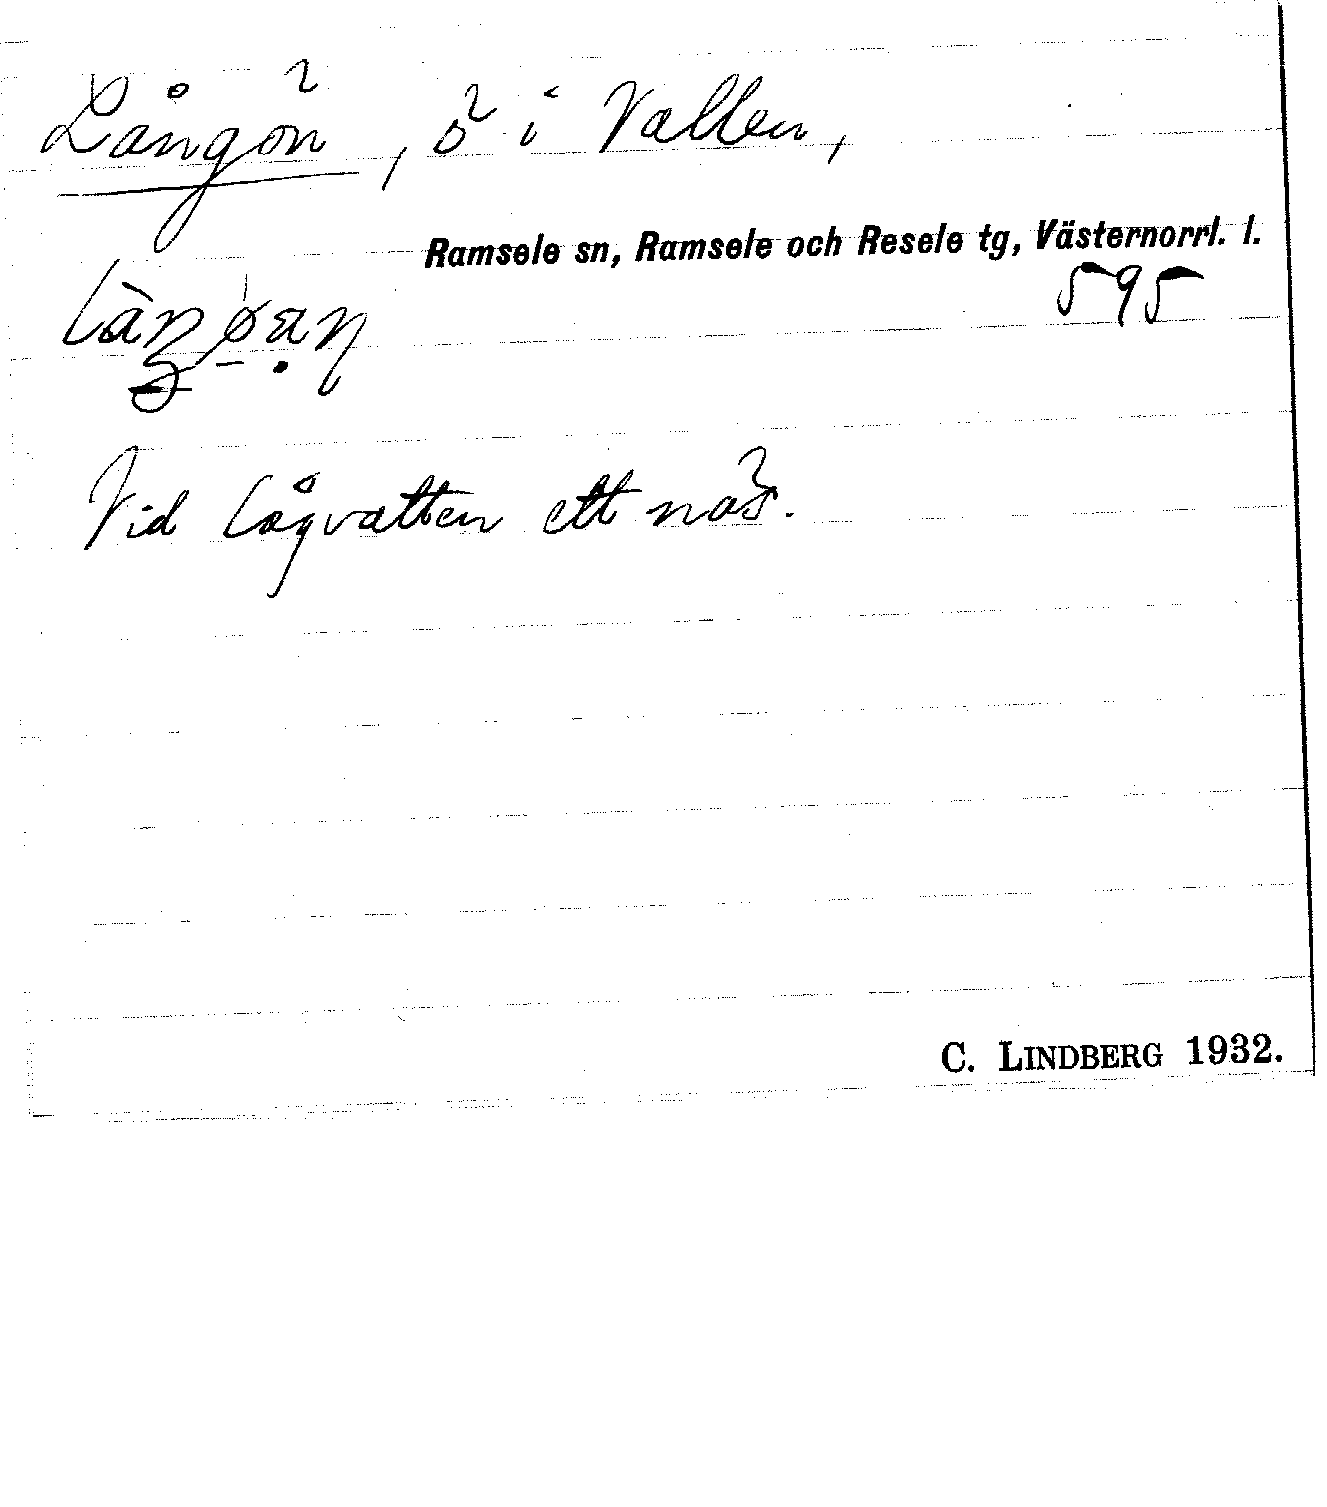 Långön, ö i Vallen,
Ramsele sn, Ramsele och Resele tg, Västernorrl. l.
595
Vid lågvatten ett näs.
C. LINDBERG 1932.